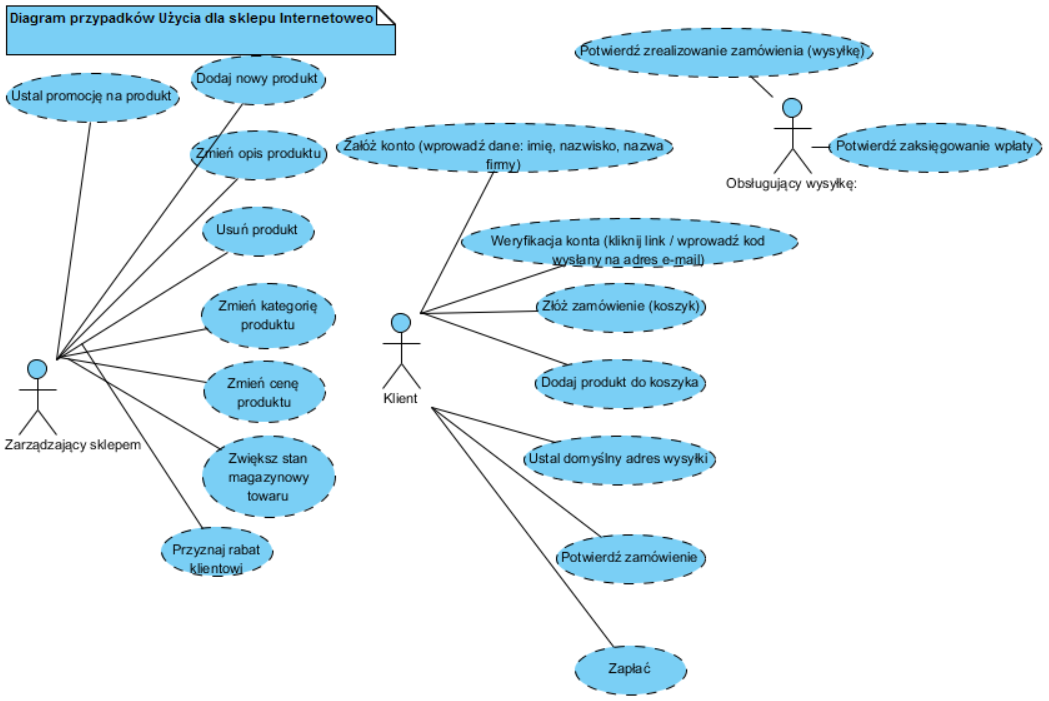 Diagram przypadków Użycia dla sklepu Internetoweo
Ustal promocję na produkt
Dodaj nowy produkt
Zmień opis produktu
Usuń produkt
Zmień kategorię
produktu
Zmień cenę
produktu
Zwiększ stan
magazynowy
towaru
Przyznaj rabat
klientowi
Zarządzający sklepem
Załóż konto (wprowadź dane: imię, nazwisko, nazwa
firmy)
Weryfikacja konta (kliknij link / wprowadź kod
wysłany na adres e-mail)
Złóż zamówienie (koszyk)
Dodaj produkt do koszyka
Klient
Ustal domyślny adres wysyłki
Potwierdź zamówienie
Zapłać
Potwierdź zrealizowanie zamówienia (wysyłkę)
Potwierdź zaksięgowanie wpłaty
Obsługujący wysyłkę: